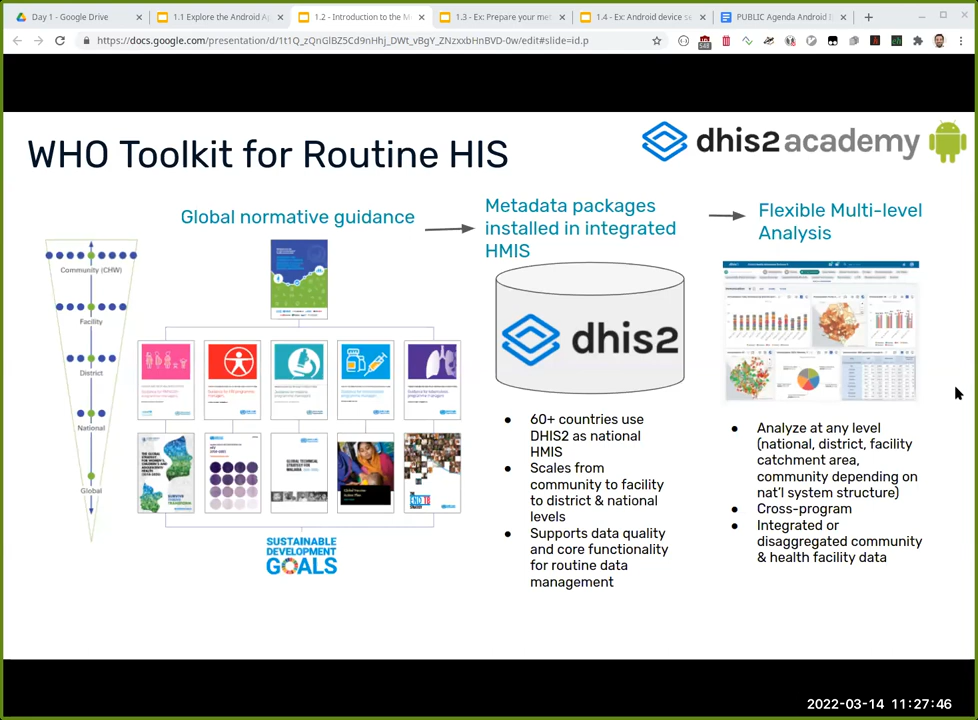 Day 1 - Google Drive
1.1 Explore the Android Ap
1.2 - Introduction to the M
1.3 - Ex: Prepare your met
1.4 - Ex: Android device se
PUBLIC Agenda Android
https://docs.google.com/presentation/d/1t1Q_zQnGlBZ5Cd9nHhj_DWt_vBgY_ZNzxxbHnBVD-0w/edit#slide=id.p
WHO Toolkit for Routine HIS
dhis2 academy
Global normative guidance
Metadata packages
installed in integrated
HMIS
Flexible Multi-level
Analysis
Community (CHW)
Facility
District
National
Global
dhis2
SUSTAINABLE
DEVELOPMENT
GOALS
● 60+ countries use
DHIS2 as national
HMIS
● Scales from
community to facility
to district & national
levels
● Supports data quality
and core functionality
for routine data
management
● Analyze at any level
(national, district, facility
catchment area,
community depending on
nat'l system structure)
● Cross-program
● Integrated or
disaggregated community
& health facility data
2022-03-14 11:27:46